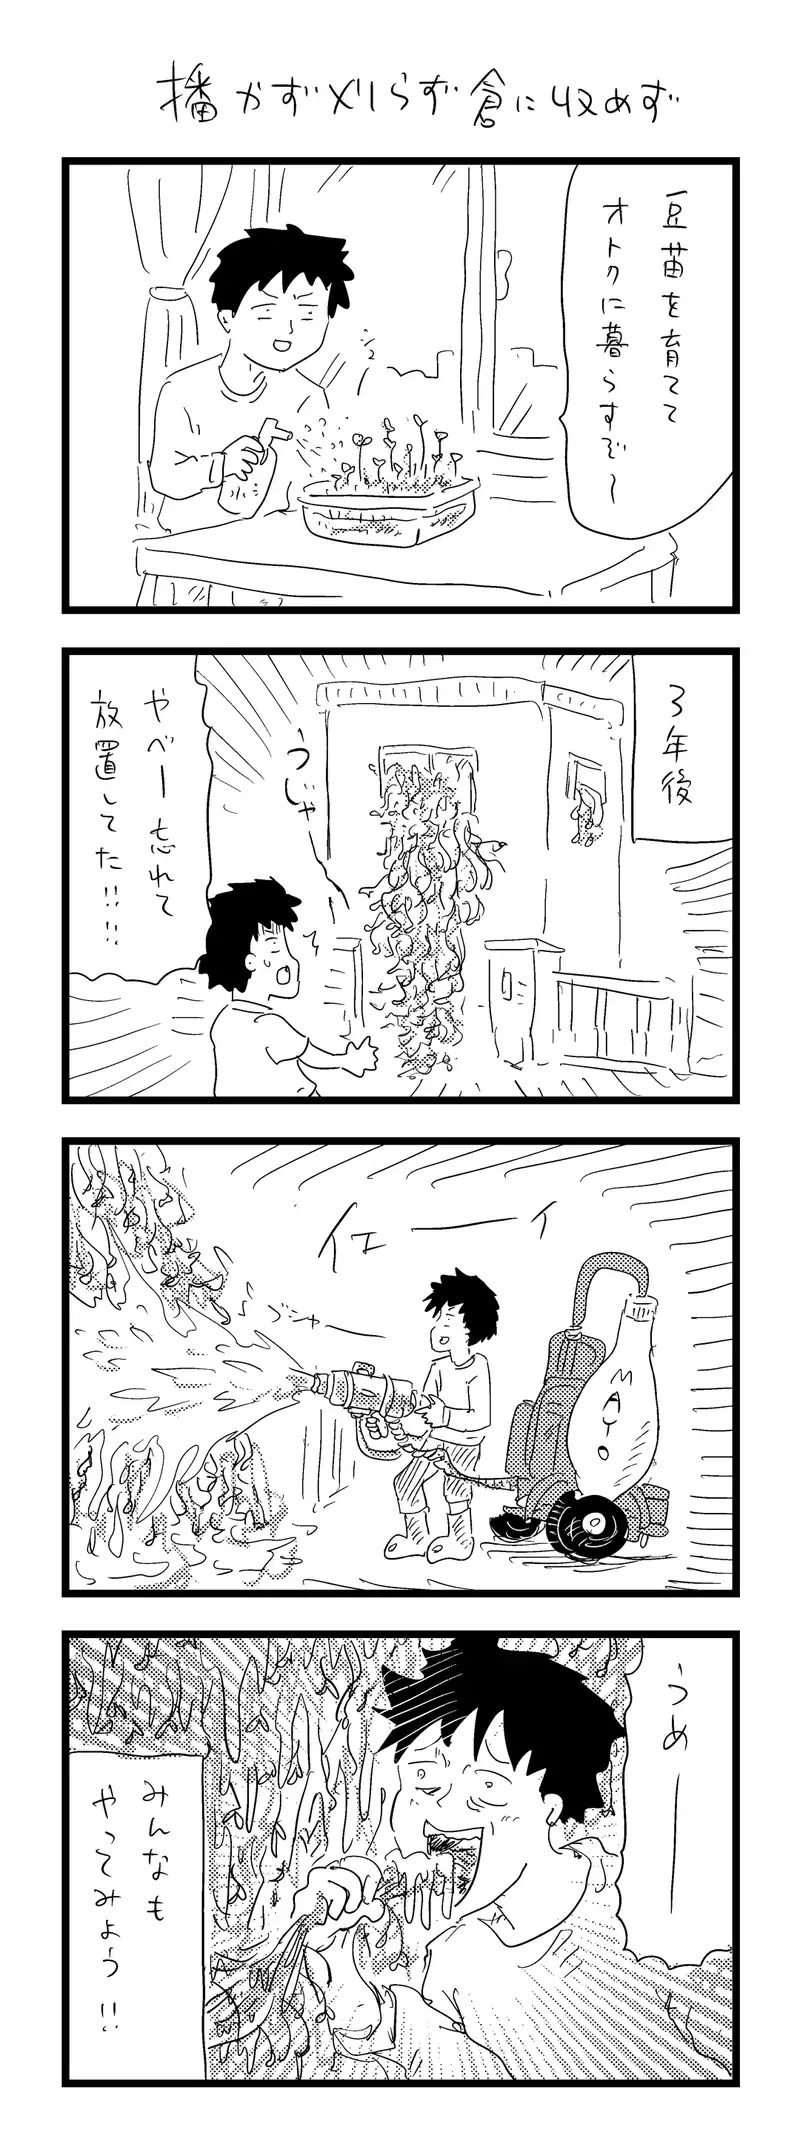 播かず刈らず倉に収めず
豆苗を育てて
オトクに暮らすぞ〜
シュ
3年後
うじゃ
やべー忘れて
放置してた!!!!
イエーイ
ブシャー
MAYO
うめー
みんなも
やってみよう!!